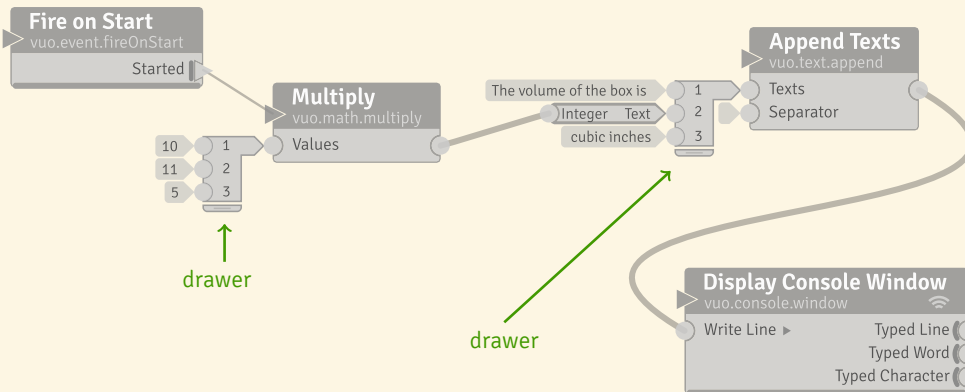 Fire on Start
vuo.event.fireOnStart
Started
Multiply
vuo.math.multiply
Values
10 1
11 2
5 3
drawer
Append Texts
vuo.text.append
The volume of the box is 1 Texts
Integer Text 2 Separator
cubic inches 3
drawer
Display Console Window
vuo.console.window
Write Line Typed Line
Typed Word
Typed Character